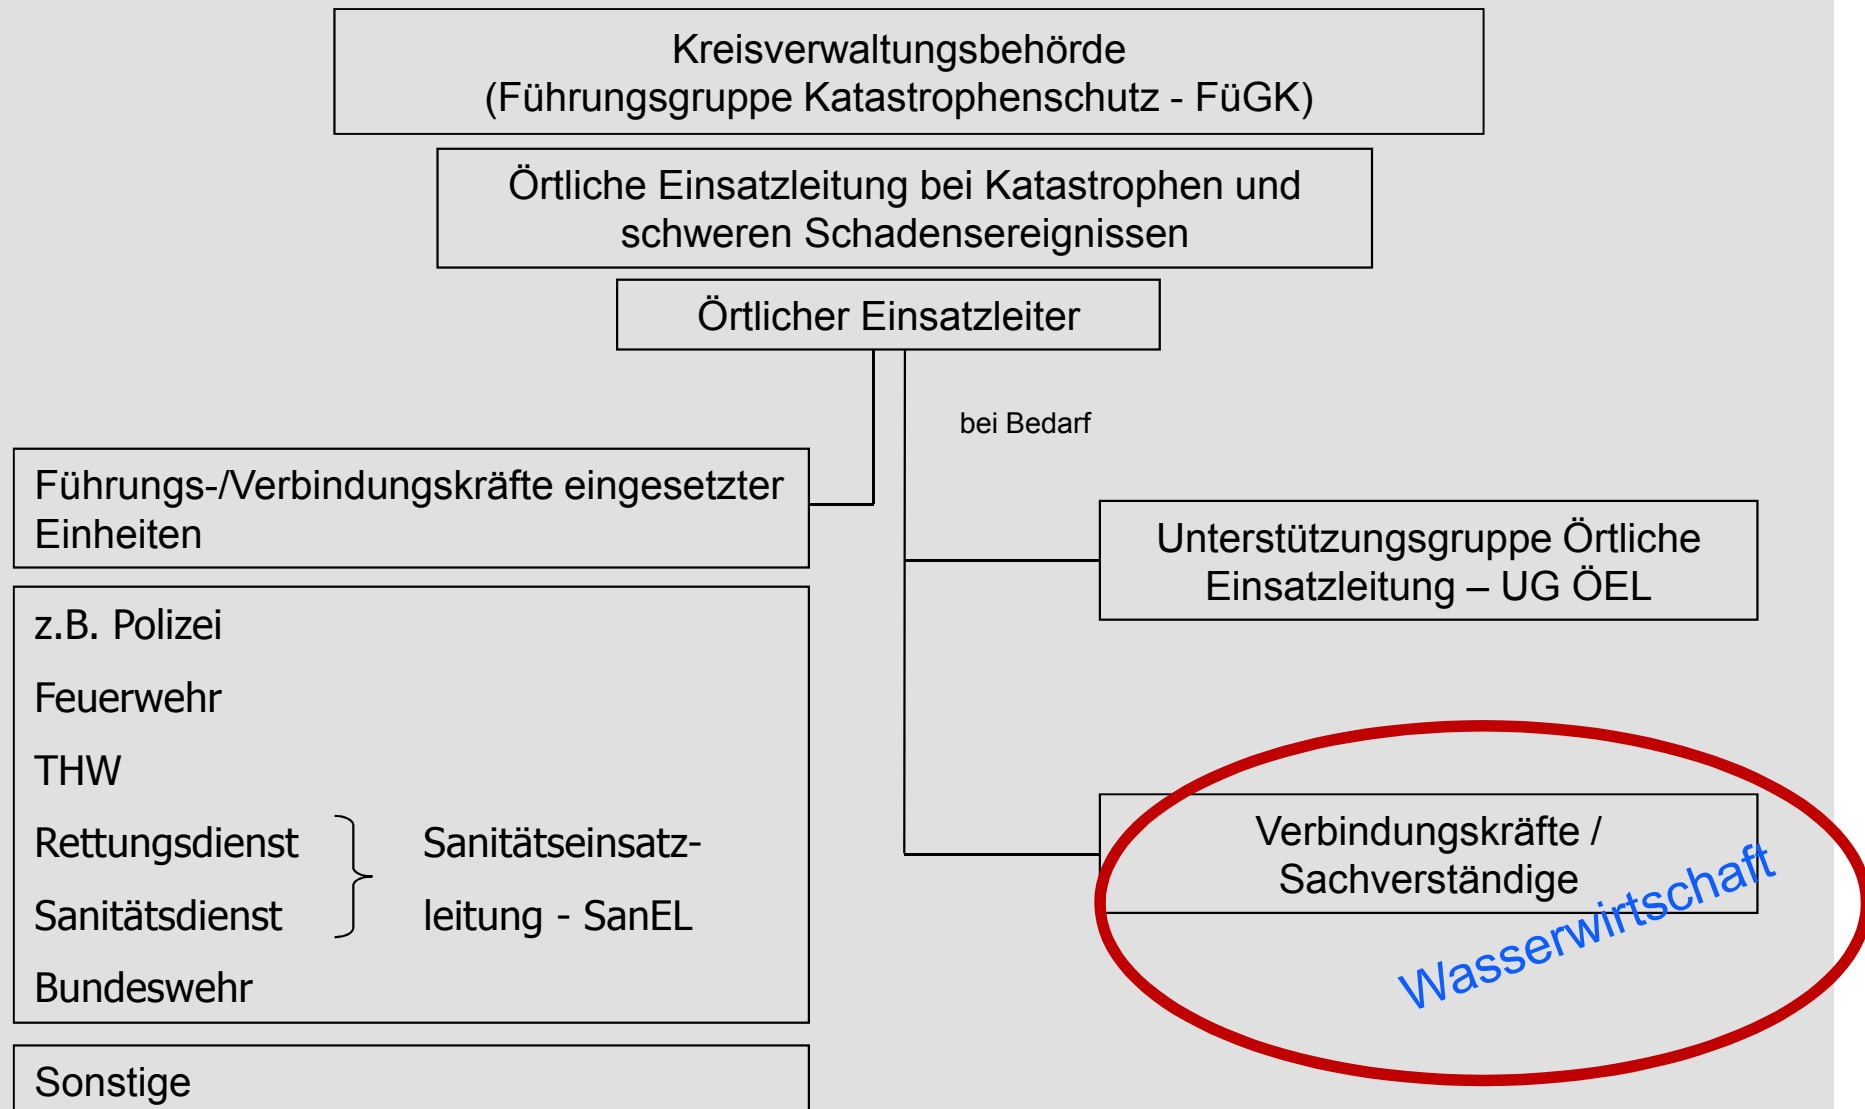 Kreisverwaltungsbehörde
(Führungsgruppe Katastrophenschutz - FüGK)
Örtliche Einsatzleitung bei Katastrophen und
schweren Schadensereignissen
Örtlicher Einsatzleiter
bei Bedarf
Führungs-/Verbindungskräfte eingesetzter
Einheiten
z.B. Polizei
Feuerwehr
THW
Rettungsdienst
Sanitätsdienst
Sanitätseinsatz-
leitung - SanEL
Bundeswehr
Sonstige
Unterstützungsgruppe Örtliche
Einsatzleitung – UG ÖEL
Verbindungskräfte /
Sachverständige
Wasserwirtschaft